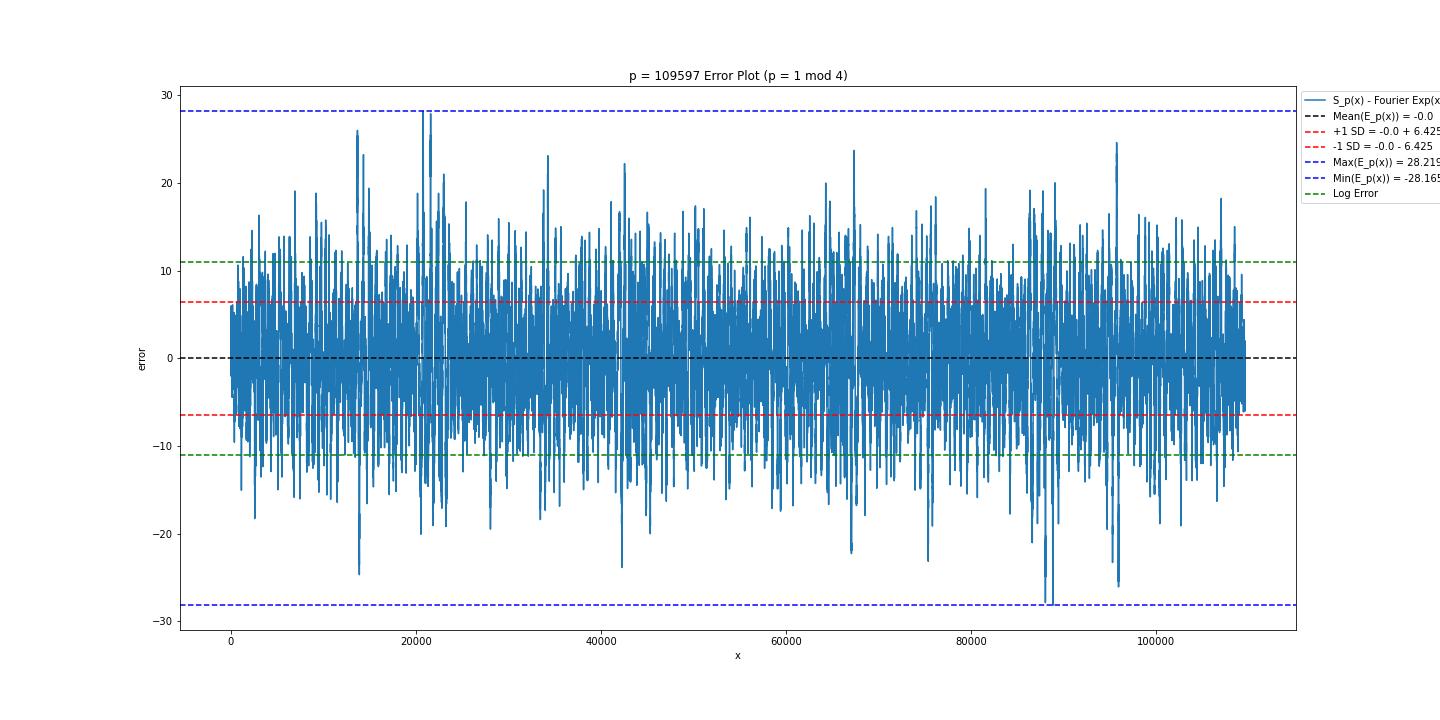 p = 109597 Error Plot (p = 1 mod 4)
30
20
10
0
−10
−20
−30
error
0
20000
40000
60000
80000
100000
x
S_p(x) - Fourier Exp(x
Mean(E_p(x)) = -0.0
+1 SD = -0.0 + 6.425
-1 SD = -0.0 - 6.425
Max(E_p(x)) = 28.219
Min(E_p(x)) = -28.165
Log Error